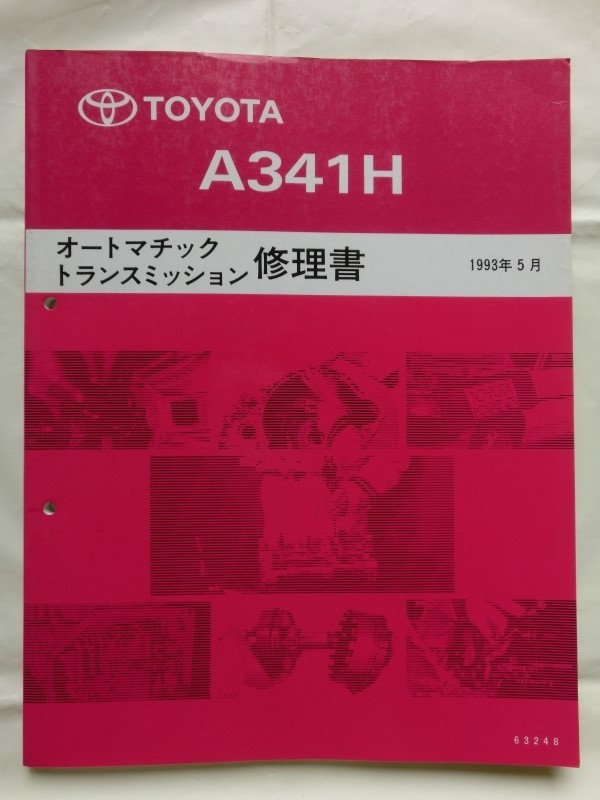 TOYOTA
A341H
オートマチック
トランスミッション 修理書
1993年5月
63248